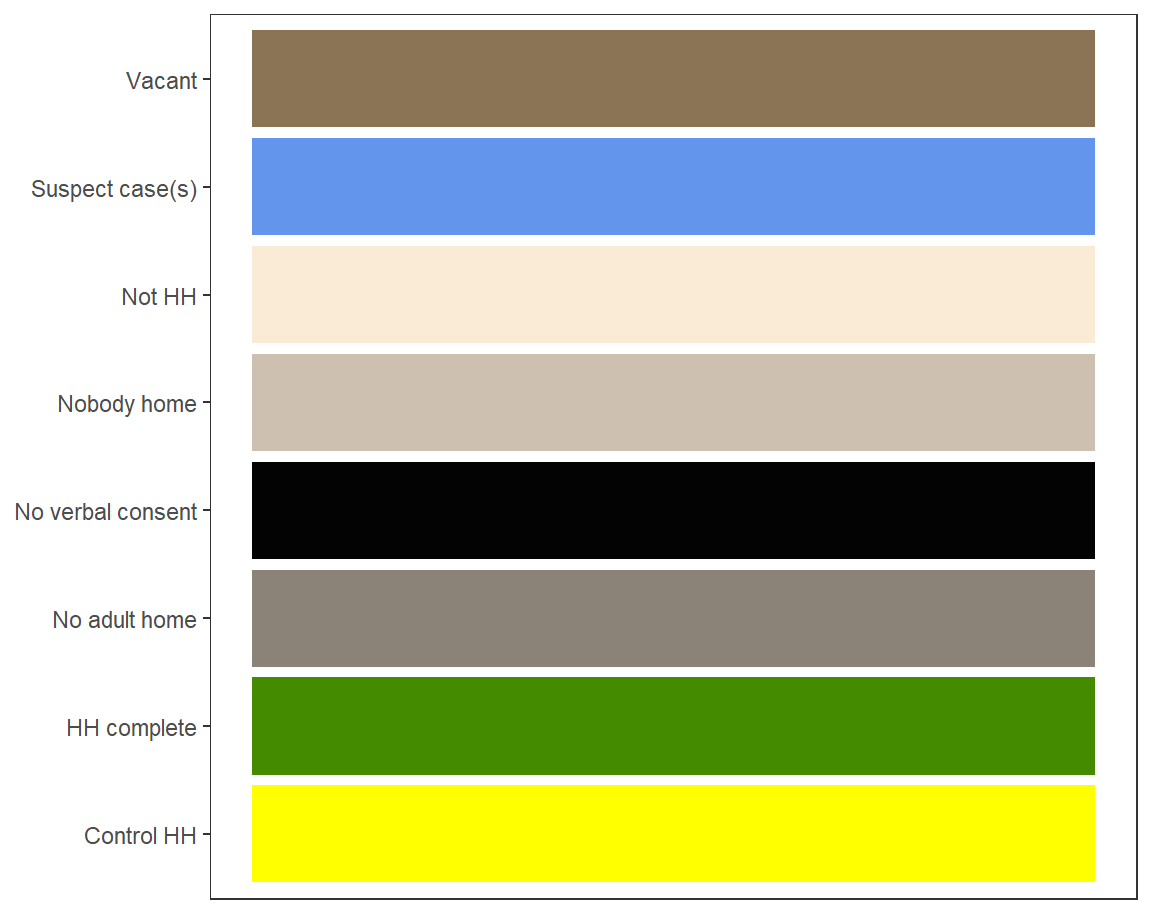 Vacant
Suspect case(s)
Not HH
Nobody home
No verbal consent
No adult home
HH complete
Control HH